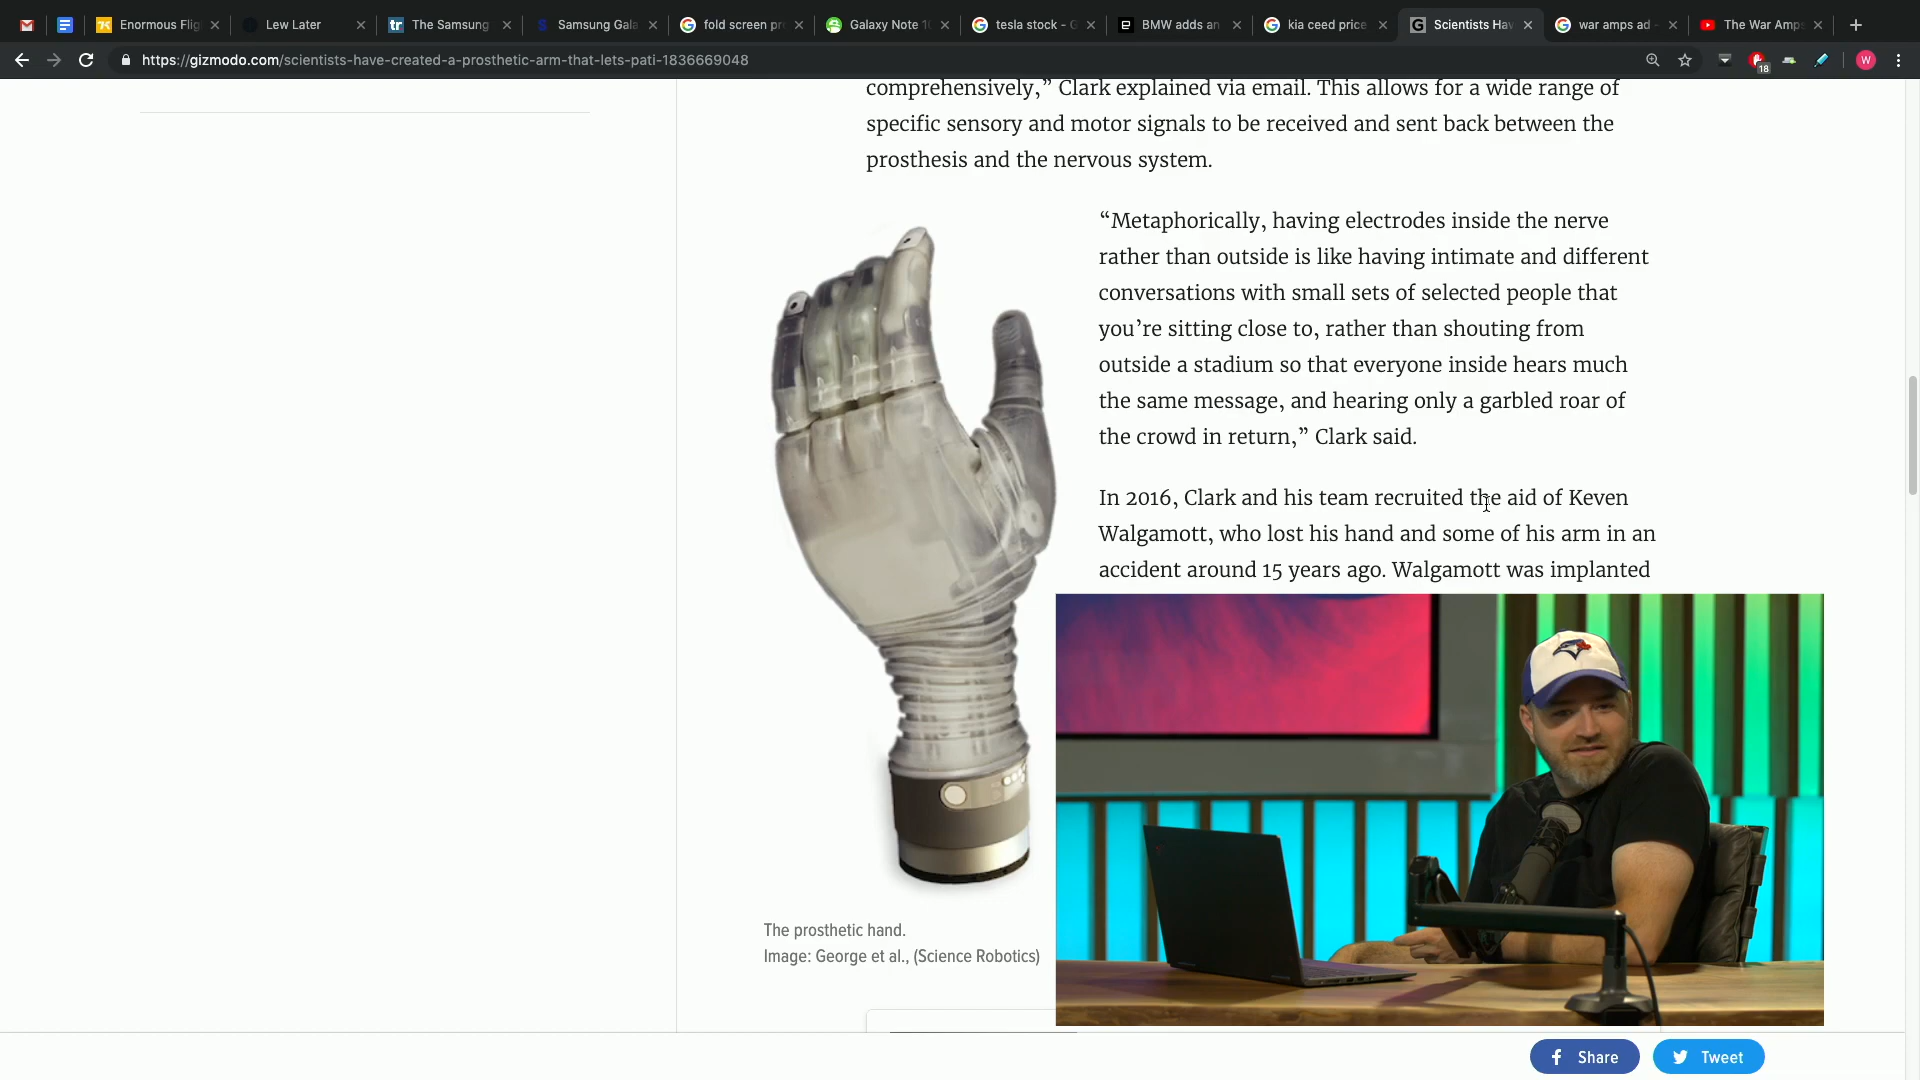 Enormous Flig
Lew Later
The Samsung
Samsung Gala
fold screen pr
Galaxy Note 1
tesla stock - G
BMW adds an
kia ceed price
Scientists Hav
war amps ad -
The War Amps
https://gizmodo.com/scientists-have-created-a-prosthetic-arm-that-lets-pati-1836669048
18
W
comprehensively,” Clark explained via email. This allows for a wide range of
specific sensory and motor signals to be received and sent back between the
prosthesis and the nervous system.
“Metaphorically, having electrodes inside the nerve
rather than outside is like having intimate and different
conversations with small sets of selected people that
you’re sitting close to, rather than shouting from
outside a stadium so that everyone inside hears much
the same message, and hearing only a garbled roar of
the crowd in return,” Clark said.
In 2016, Clark and his team recruited the aid of Keven
Walgamott, who lost his hand and some of his arm in an
accident around 15 years ago. Walgamott was implanted
The prosthetic hand.
Image: George et al., (Science Robotics)
Share
Tweet